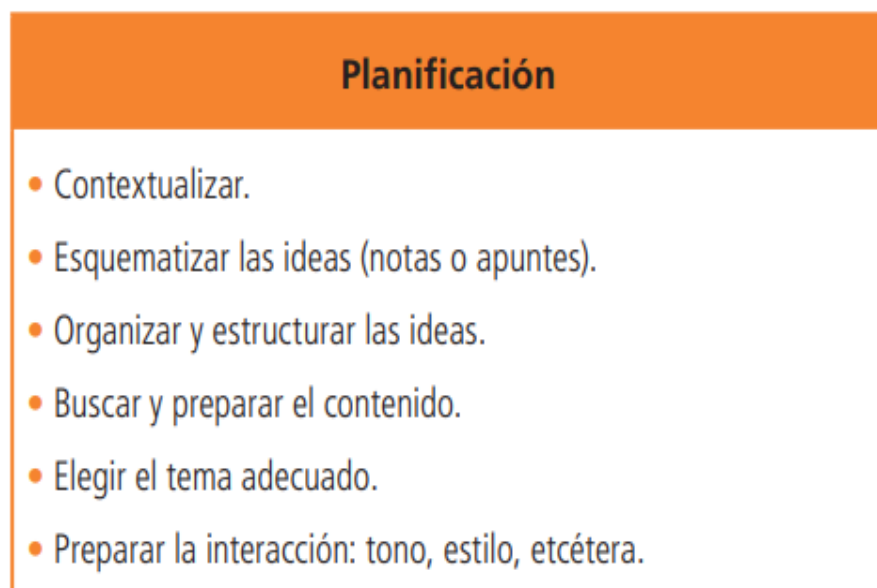 Planificación
• Contextualizar.
• Esquematizar las ideas (notas o apuntes).
• Organizar y estructurar las ideas.
• Buscar y preparar el contenido.
• Elegir el tema adecuado.
• Preparar la interacción: tono, estilo, etcétera.